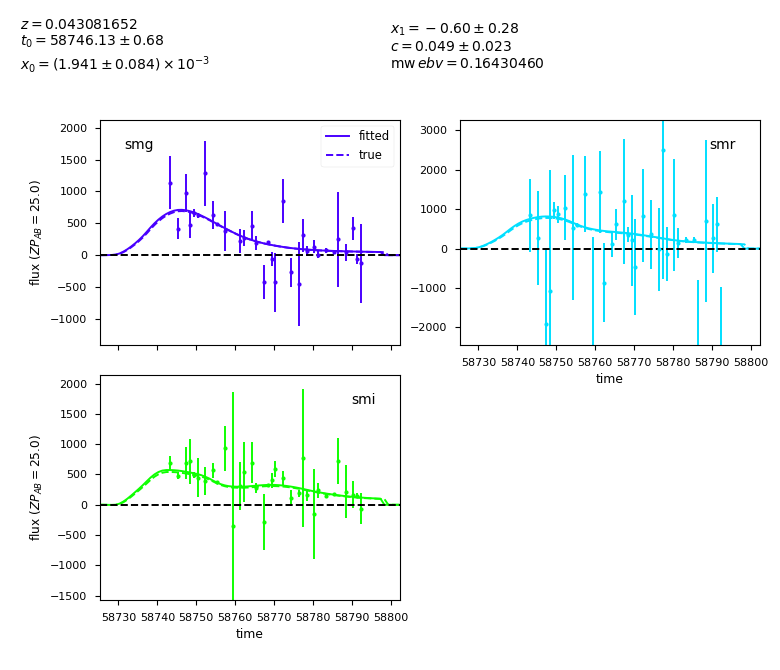 z = 0.043081652
t₀ = 58746.13 ± 0.68
x₀ = (1.941 ± 0.084) × 10⁻³
x₁ = −0.60 ± 0.28
c = 0.049 ± 0.023
mw ebv = 0.16430460
smg
fitted
true
2000
1500
1000
500
0
−500
−1000
flux (ZP_AB = 25.0)
smr
3000
2000
1000
0
−1000
−2000
58730 58740 58750 58760 58770 58780 58790 58800
time
smi
2000
1500
1000
500
0
−500
−1000
−1500
flux (ZP_AB = 25.0)
58730 58740 58750 58760 58770 58780 58790 58800
time